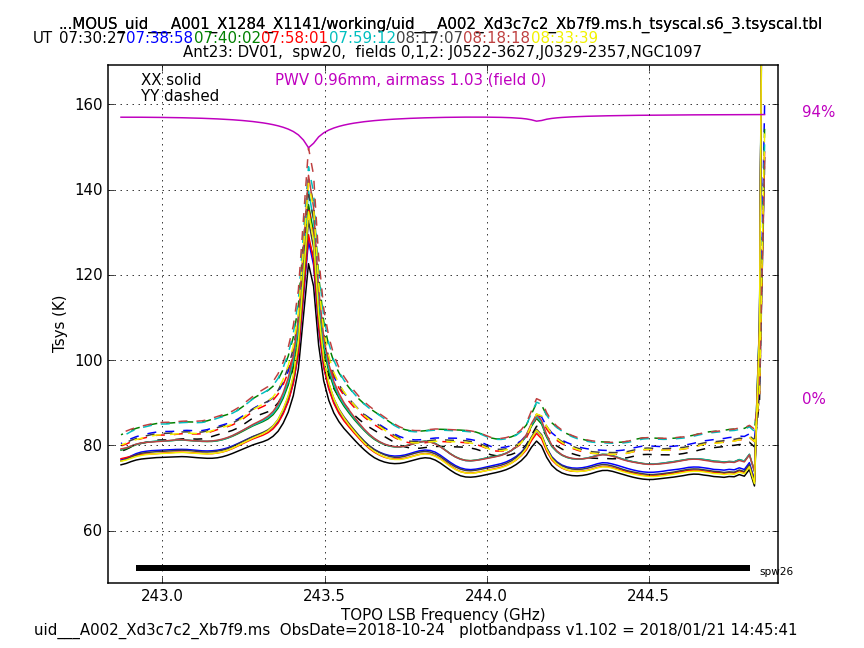 ...MOUS_uid___A001_X1284_X1141/working/uid___A002_Xd3c7c2_Xb7f9.ms.h_tsyscal.s6_3.tsyscal.tbl
UT 07:30:27 07:38:58 07:40:02 07:58:01 07:59:12 08:17:07 08:18:18 08:33:39
Ant23: DV01, spw20, fields 0,1,2: J0522-3627,J0329-2357,NGC1097
XX solid
PWV 0.96mm, airmass 1.03 (field 0)
YY dashed
160
94%
140
120
Tsys (K)
100
0%
80
60
spw26
243.0 243.5 244.0 244.5
TOPO LSB Frequency (GHz)
uid___A002_Xd3c7c2_Xb7f9.ms ObsDate=2018-10-24 plotbandpass v1.102 = 2018/01/21 14:45:41